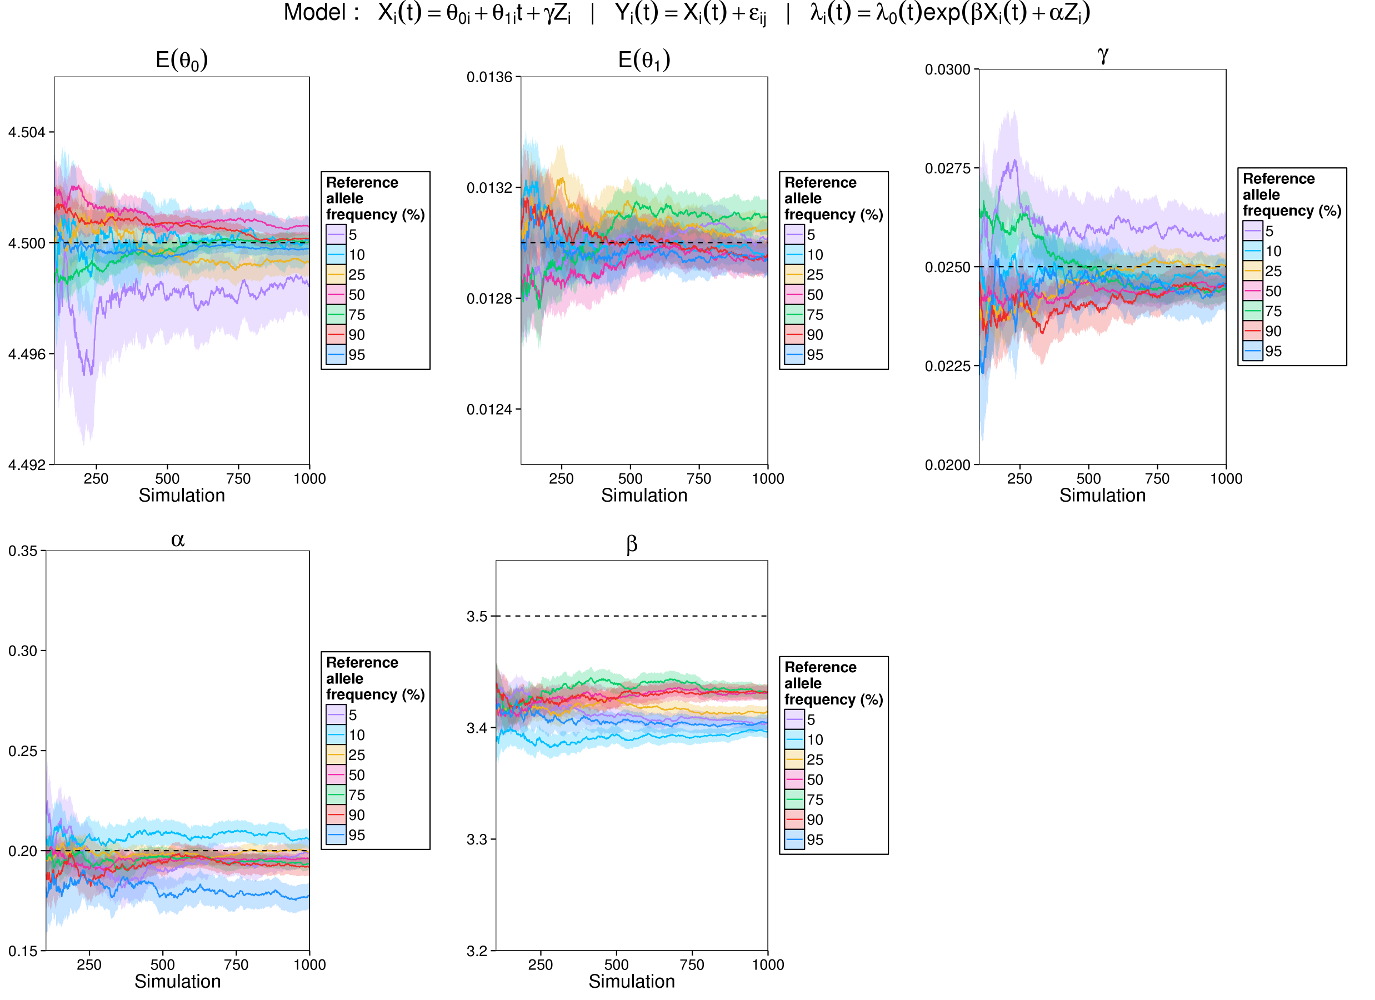 Model : Xi(t) = θ0i + θ1it + γZi | Yi(t) = Xi(t) + εij | λi(t) = λ0(t)exp(βXi(t) + αZi)
E(θ0)
4.504
4.500
4.496
4.492
250 500 750 1000
Simulation
Reference
allele
frequency (%)
5
10
25
50
75
90
95
E(θ1)
0.0136
0.0132
0.0128
0.0124
250 500 750 1000
Simulation
Reference
allele
frequency (%)
5
10
25
50
75
90
95
γ
0.0300
0.0275
0.0250
0.0225
0.0200
250 500 750 1000
Simulation
Reference
allele
frequency (%)
5
10
25
50
75
90
95
α
0.35
0.30
0.25
0.20
0.15
250 500 750 1000
Simulation
Reference
allele
frequency (%)
5
10
25
50
75
90
95
β
3.5
3.4
3.3
3.2
250 500 750 1000
Simulation
Reference
allele
frequency (%)
5
10
25
50
75
90
95